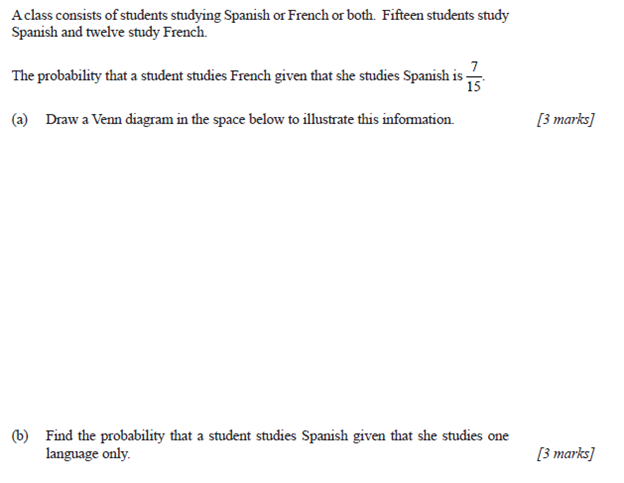 A class consists of students studying Spanish or French or both. Fifteen students study
Spanish and twelve study French.
The probability that a student studies French given that she studies Spanish is 7/15.
(a) Draw a Venn diagram in the space below to illustrate this information. [3 marks]
(b) Find the probability that a student studies Spanish given that she studies one
language only. [3 marks]